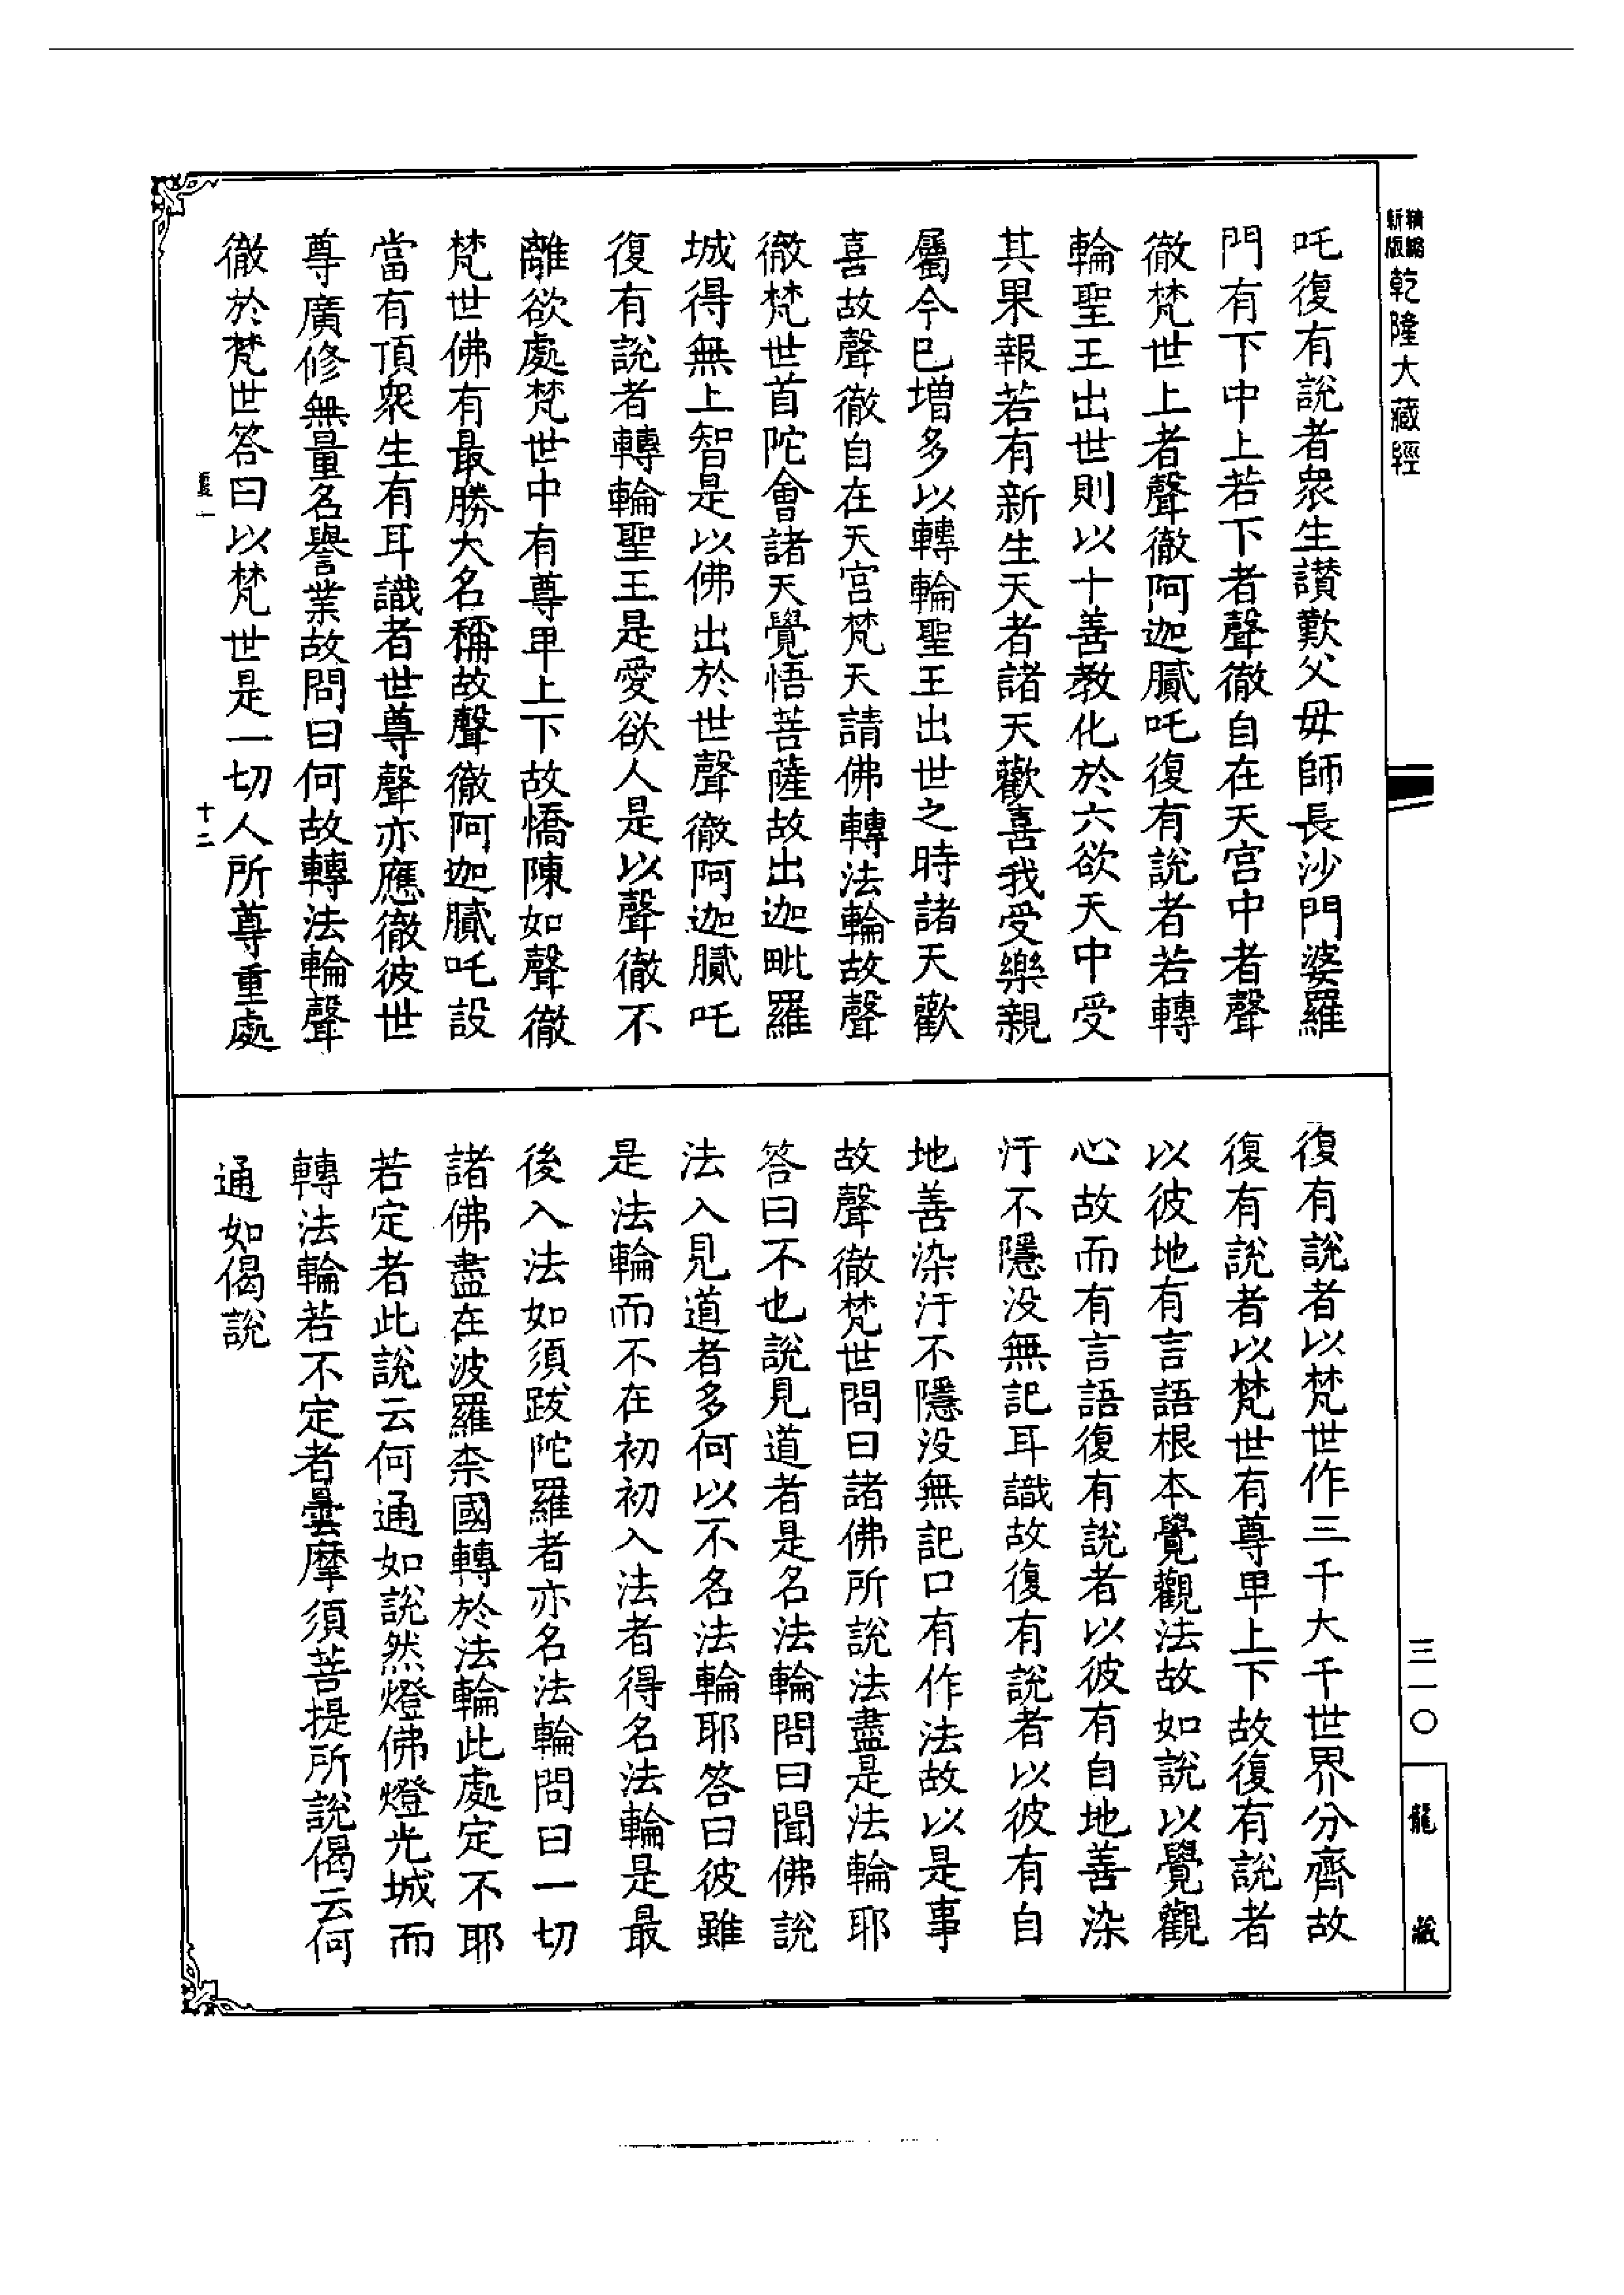 精縮新版乾隆大藏經
吒復有說者衆生讃歎父母師長沙門婆羅
門有下中上若下者聲徹自在天宫中者聲
徹梵世上者聲徹阿迦膩吒復有說者若轉
輪聖王出世則以十善教化於六欲天中受
其果報若有新生天者諸天歡喜我受樂親
屬今已增多以轉輪聖王出世之時諸天歡
喜故聲徹自在天宫梵天請佛轉法輪故聲
徹梵世首陀會諸天覺悟菩薩故出迦毗羅
城得無上智是以佛出於世聲徹阿迦膩吒
復有說者轉輪聖王是愛欲人是以聲徹不
離欲處梵世中有尊卑上下故憍陳如聲徹
梵世佛有最勝大名稱故聲徹阿迦膩吒設
當有頂衆生有耳識者世尊聲亦應徹彼世
尊廣修無量名譽業故問曰何故轉法輪聲
徹於梵世答曰以梵世是一切人所尊重處
十二
復有說者以梵世作三千大千世界分齊故
復有說者以梵世有尊卑上下故復有說者
以彼地有言語根本覺觀法故如說以覺觀
心故而有言語復有說者以彼有自地善染
汙不隱没無記耳識故復有說者以彼有自
地善染汙不隱没無記口有作法故以是事
故聲徹梵世問曰諸佛所說法盡是法輪耶
答曰不也說見道者是名法輪問曰聞佛說
法入見道者多何以不名法輪耶答曰彼雖
是法輪而不在初初入法者得名法輪是最
後入法如須跋陀羅者亦名法輪問曰一切
諸佛盡在波羅柰國轉於法輪此處定不耶
若定者此說云何通如說然燈佛燈光城而
轉法輪若不定者曇摩須菩提所說偈云何
通如偈說
三一〇
龍藏